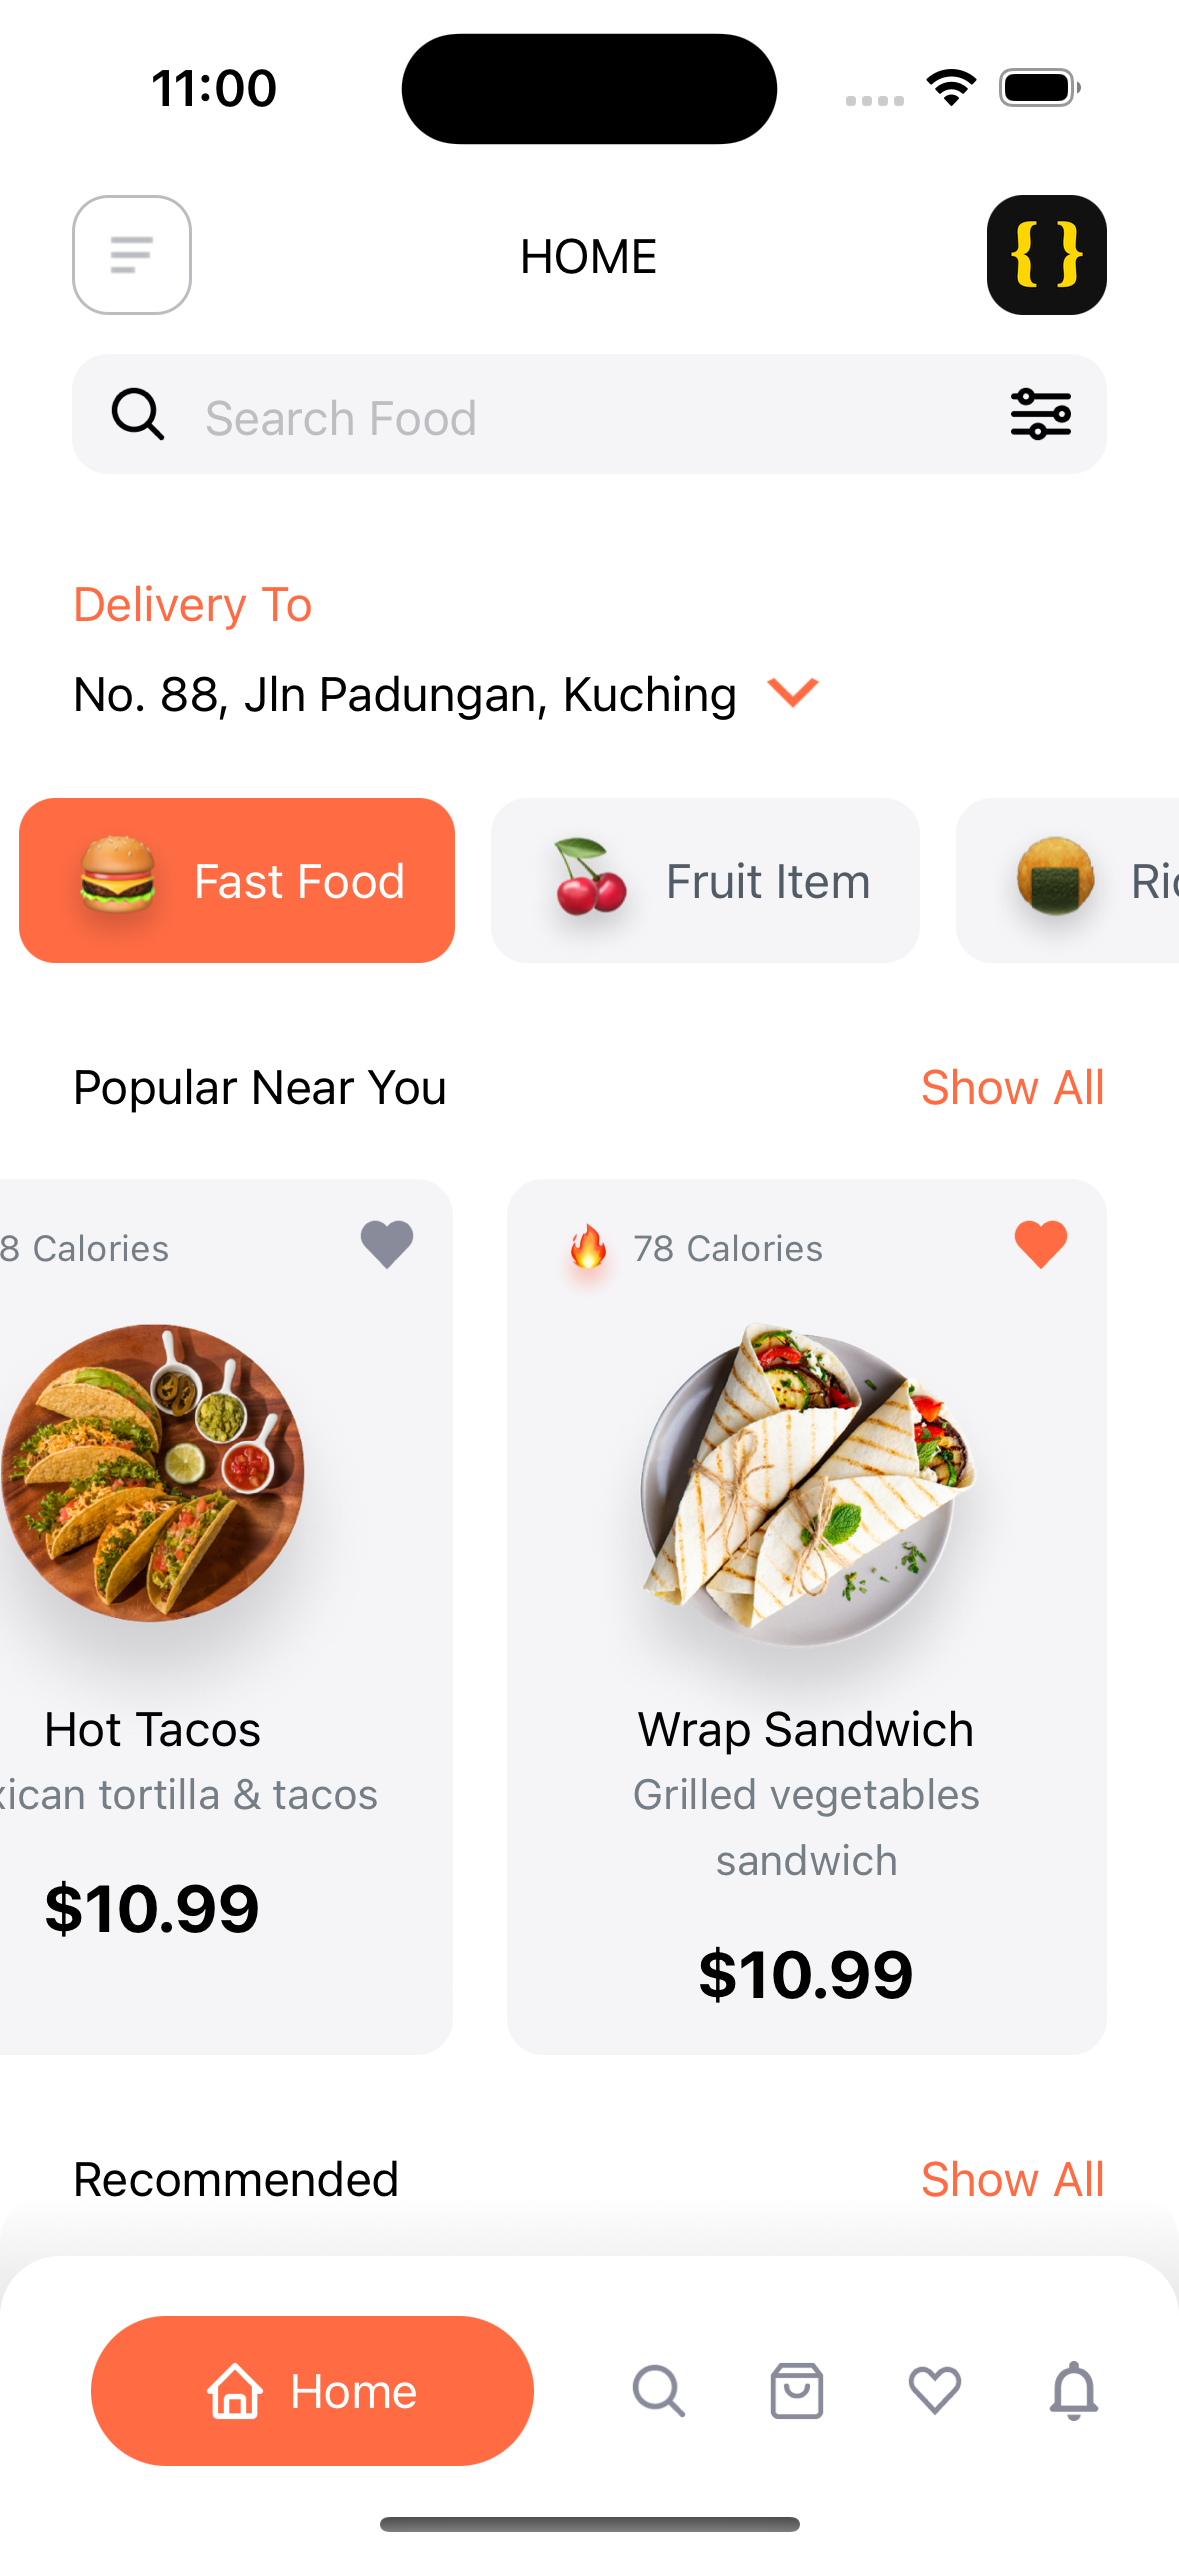 11:00
HOME
{ }
Search Food
Delivery To
No. 88, Jln Padungan, Kuching
Fast Food
Fruit Item
Popular Near You
Show All
8 Calories
78 Calories
Hot Tacos
Wrap Sandwich
tortilla & tacos
Grilled vegetables
sandwich
$10.99
$10.99
Recommended
Show All
Home